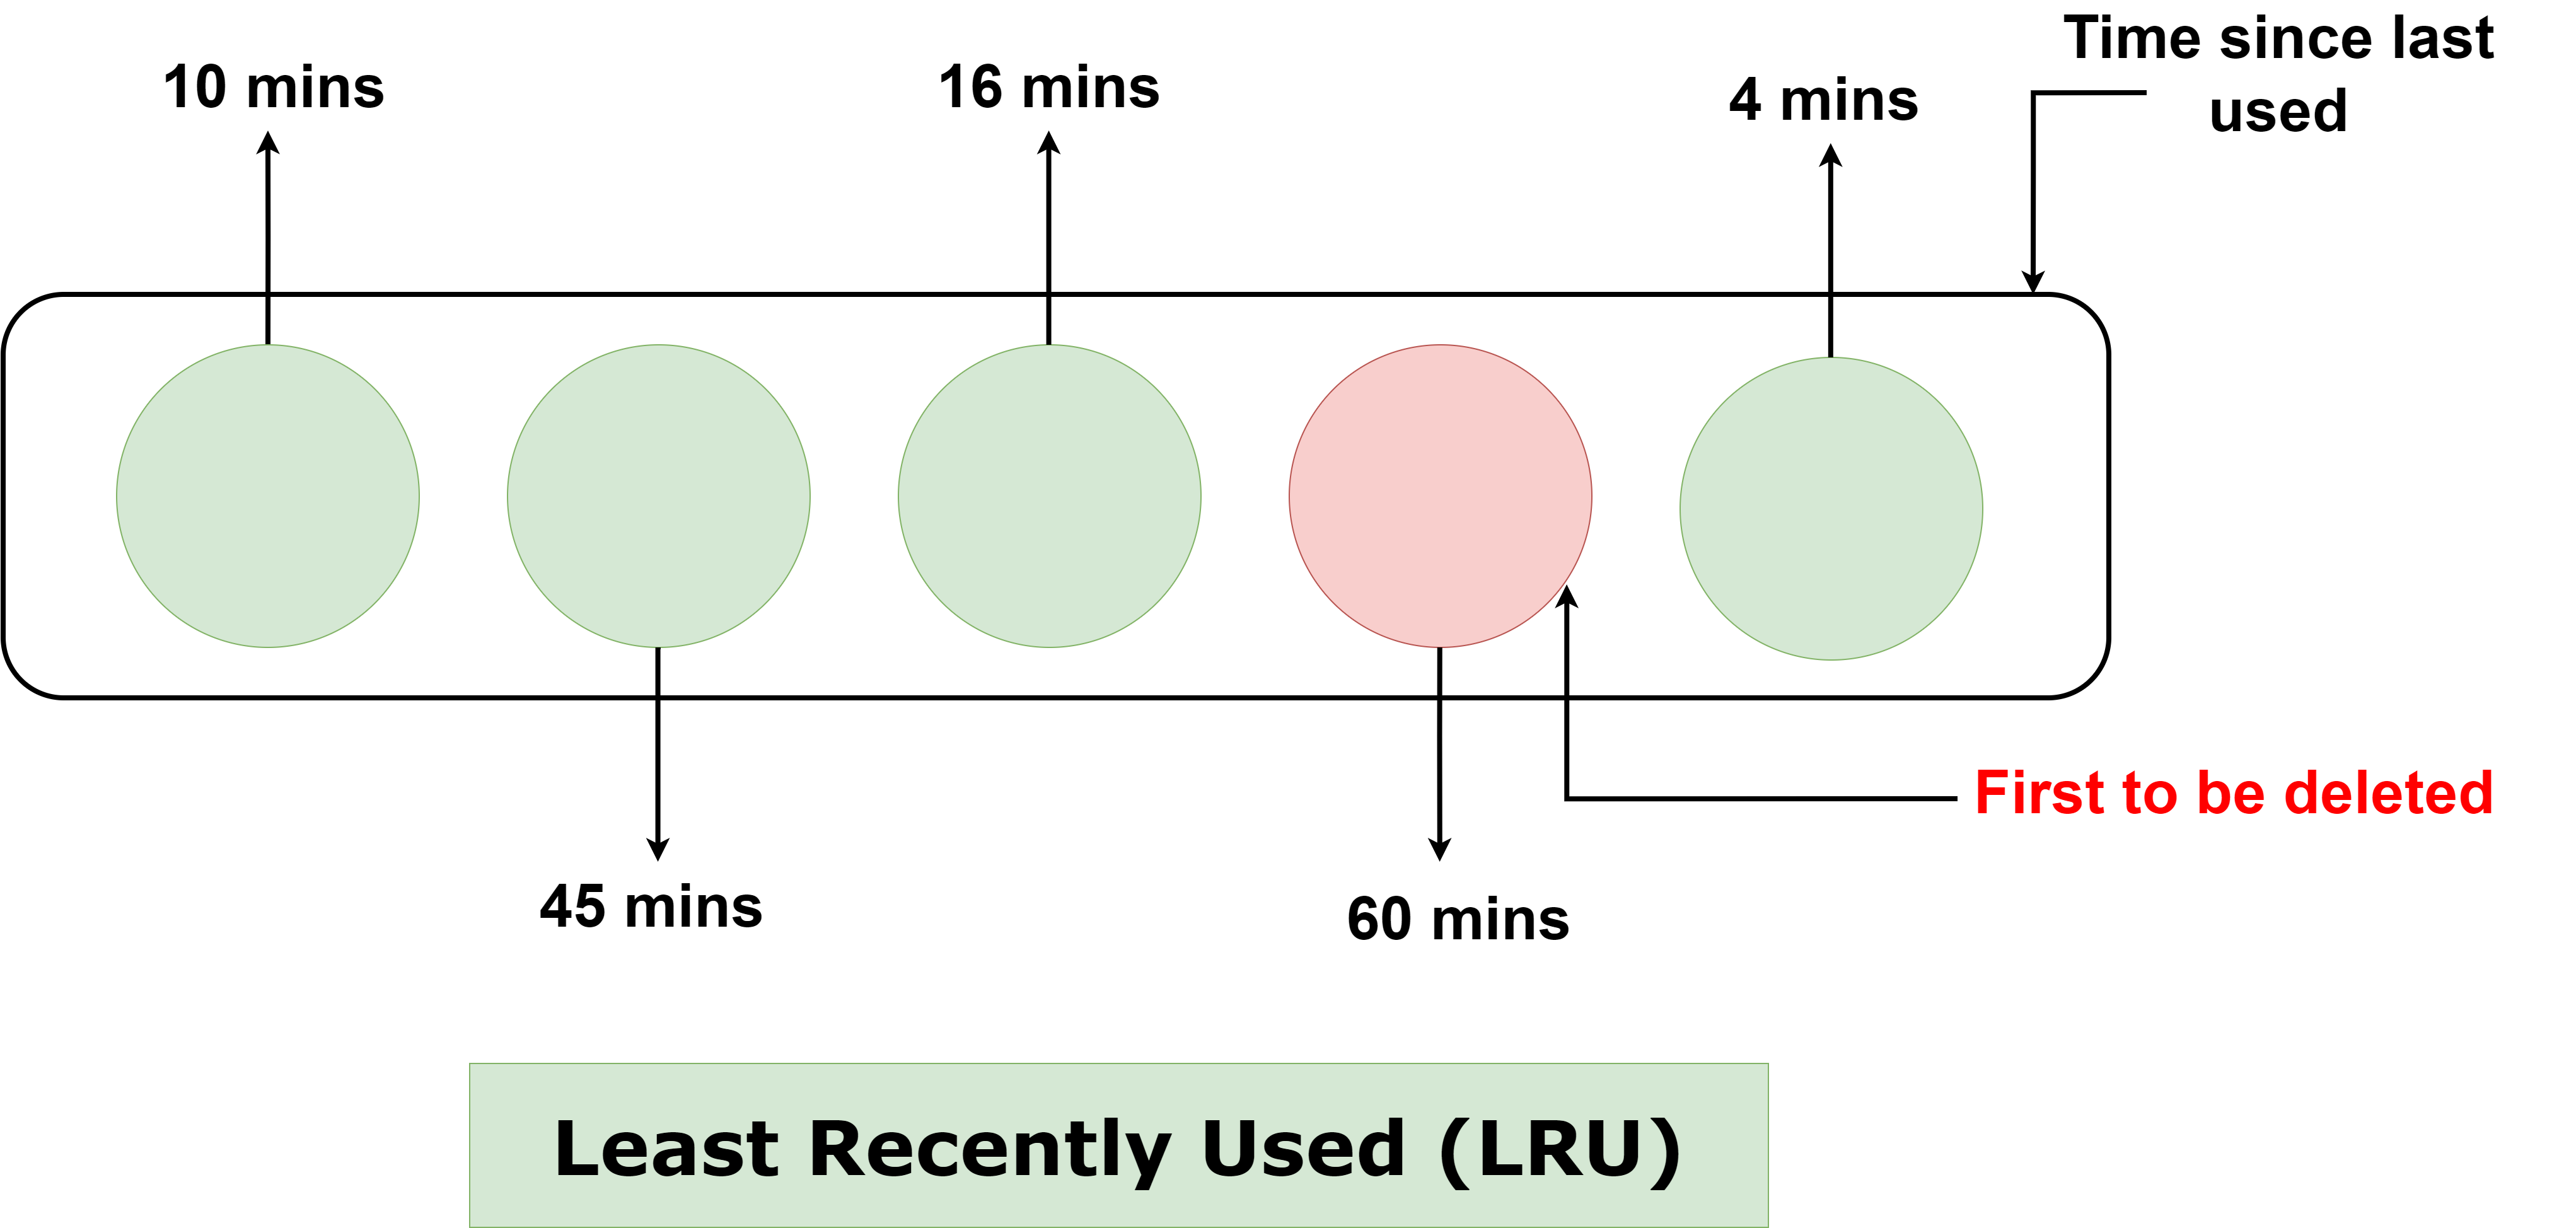 Time since last
used
10 mins
16 mins
4 mins
First to be deleted
45 mins
60 mins
Least Recently Used (LRU)